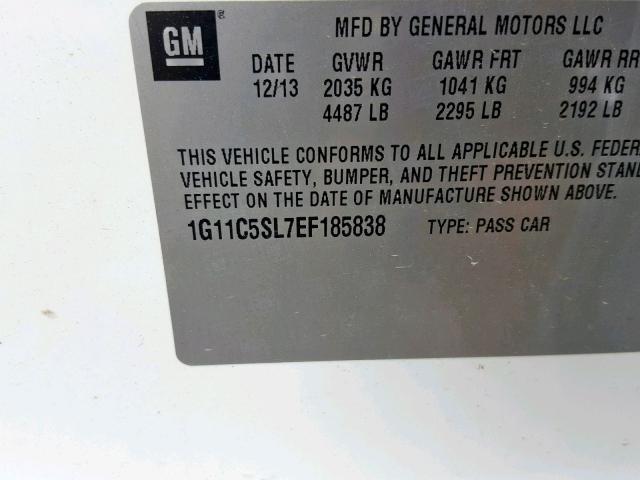 GM
MFD BY GENERAL MOTORS LLC
DATE GVWR GAWR FRT GAWR RR
12/13 2035 KG 1041 KG 994 KG
4487 LB 2295 LB 2192 LB
THIS VEHICLE CONFORMS TO ALL APPLICABLE U.S. FEDER
VEHICLE SAFETY, BUMPER, AND THEFT PREVENTION STAN
EFFECT ON THE DATE OF MANUFACTURE SHOWN ABOVE.
1G11C5SL7EF185838 TYPE: PASS CAR